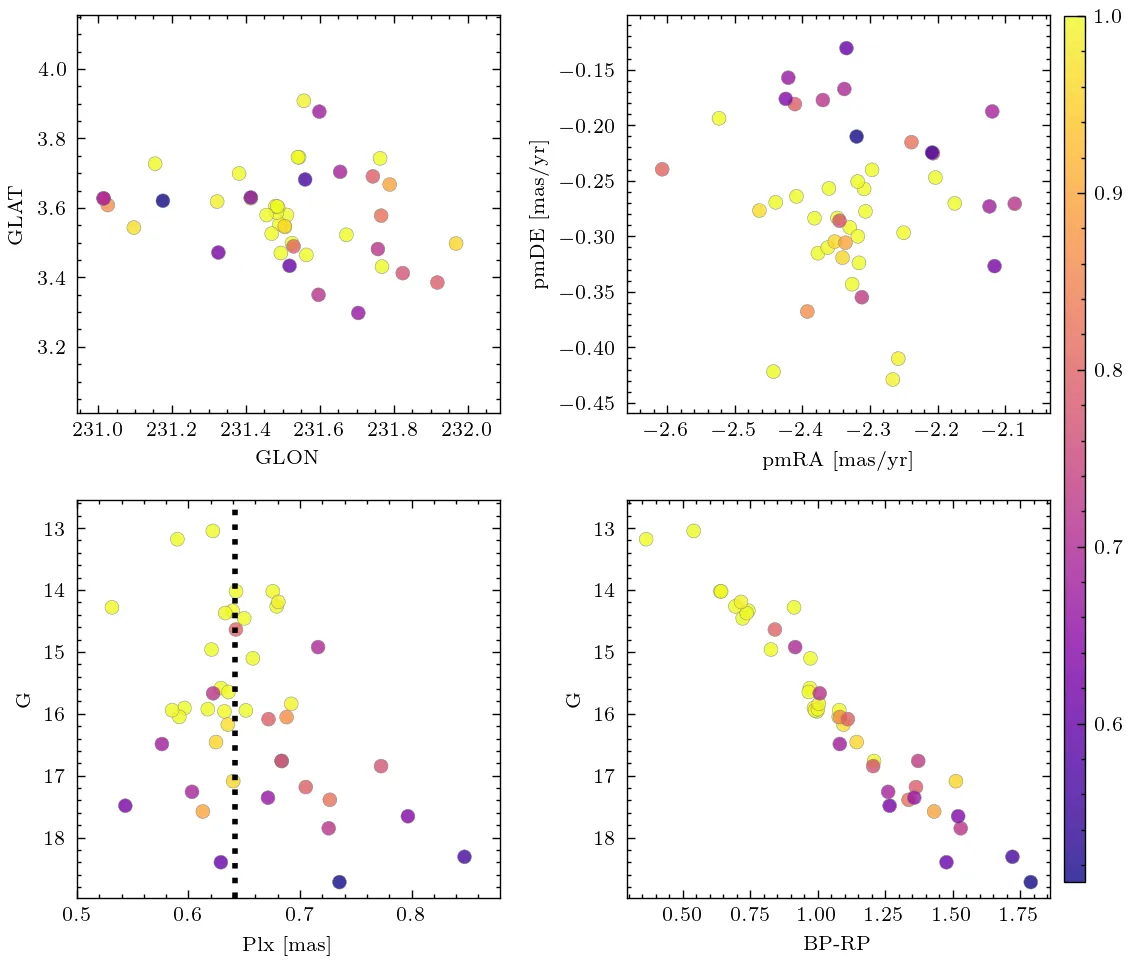 4.0
3.8
3.6
3.4
3.2
GLAT
231.0 231.2 231.4 231.6 231.8 232.0
GLON
−0.15
−0.20
−0.25
−0.30
−0.35
−0.40
−0.45
pmDE [mas/yr]
−2.6 −2.5 −2.4 −2.3 −2.2 −2.1
pmRA [mas/yr]
13
14
15
16
17
18
G
0.5 0.6 0.7 0.8
Plx [mas]
13
14
15
16
17
18
G
0.50 0.75 1.00 1.25 1.50 1.75
BP-RP
1.0
0.9
0.8
0.7
0.6